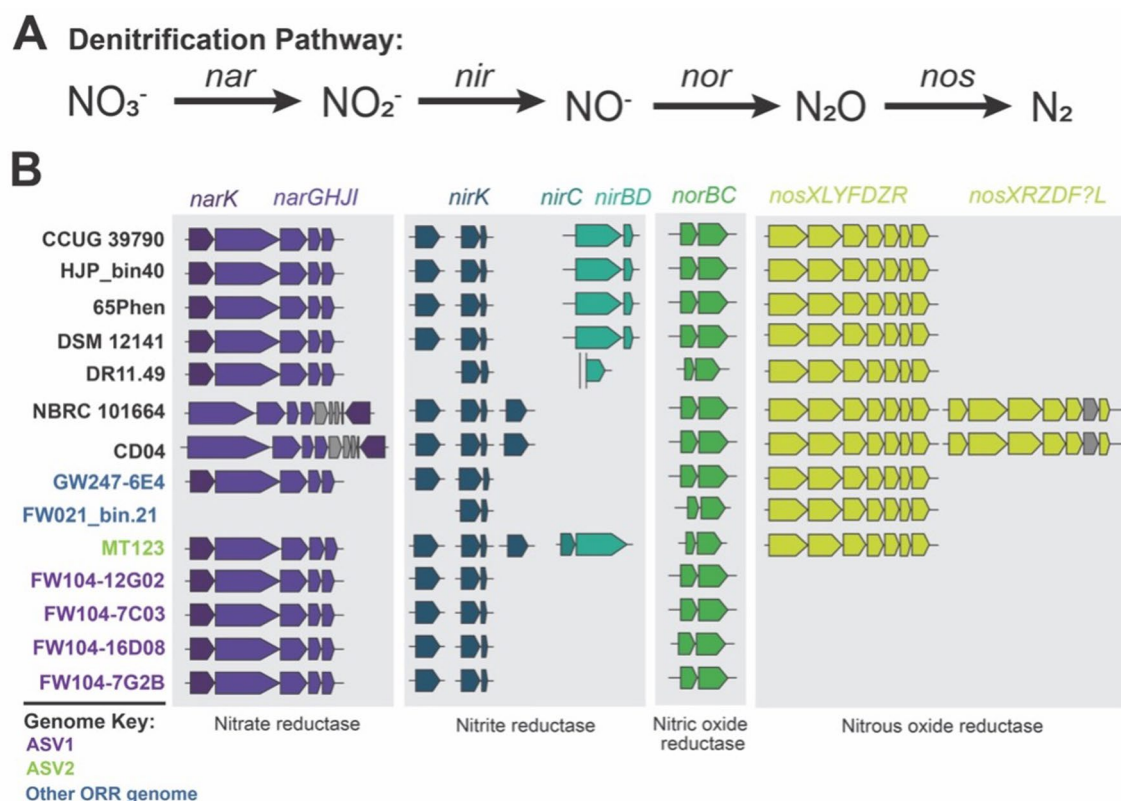 A Denitrification Pathway:
nar nir nor nos
NO₃⁻ NO₂⁻ NO⁻ N₂O N₂
B
narK narGHJI nirK nirC nirBD norBC nosXLYFDZR nosXRZDF?L
CCUG 39790
HJP_bin40
65Phen
DSM 12141
DR11.49
NBRC 101664
CD04
GW247-6E4
FW021_bin.21
MT123
FW104-12G02
FW104-7C03
FW104-16D08
FW104-7G2B
Nitrate reductase Nitrite reductase Nitric oxide reductase Nitrous oxide reductase
Genome Key:
ASV1
ASV2
Other ORR genome